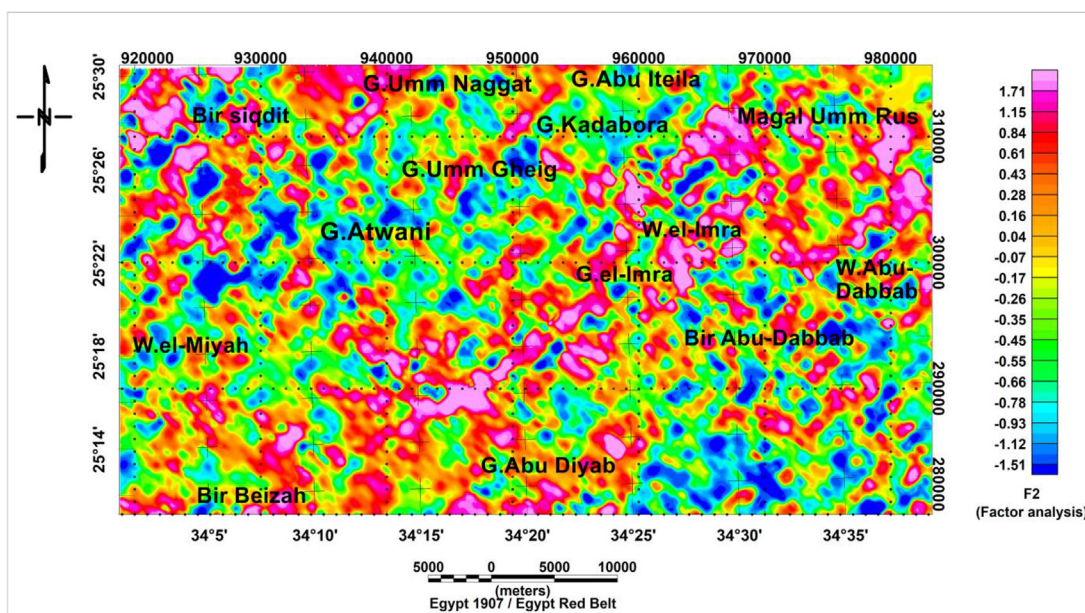 920000 930000 940000 950000 960000 970000 980000
25°30'
25°26'
25°22'
25°18'
25°14'
N
G.Umm Naggat
G.Abu Iteila
Bir siqdit
G.Kadabora
Magal Umm Rus
G.Umm Gheig
G.Atwani
W.el-Imra
G.el-Imra
W.Abu-
Dabbab
W.el-Miyah
Bir Abu-Dabbab
G.Abu Diyab
Bir Beizah
310000
300000
290000
280000
34°5' 34°10' 34°15' 34°20' 34°25' 34°30' 34°35'
1.71
1.15
0.84
0.61
0.43
0.28
0.16
0.04
-0.07
-0.17
-0.26
-0.35
-0.45
-0.55
-0.66
-0.78
-0.93
-1.12
-1.51
F2
(Factor analysis)
5000 0 5000 10000
(meters)
Egypt 1907 / Egypt Red Belt